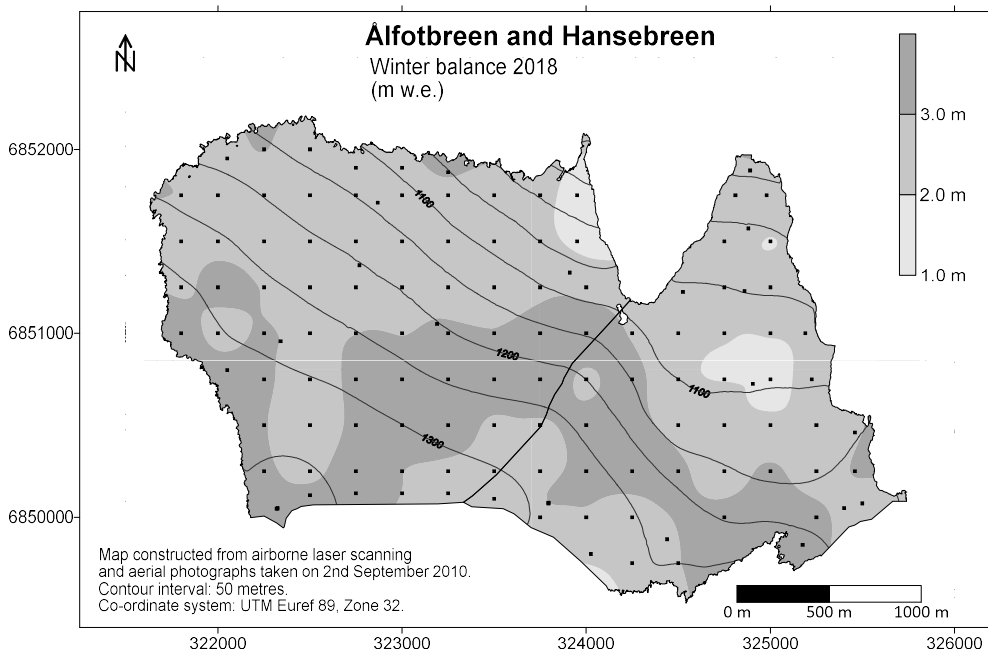 Ålfotbreen and Hansebreen
Winter balance 2018
(m w.e.)
N
3.0 m
2.0 m
1.0 m
6852000
6851000
6850000
1100
1200
1100
1300
Map constructed from airborne laser scanning
and aerial photographs taken on 2nd September 2010.
Contour interval: 50 metres.
Co-ordinate system: UTM Euref 89, Zone 32.
0 m 500 m 1000 m
322000 323000 324000 325000 326000